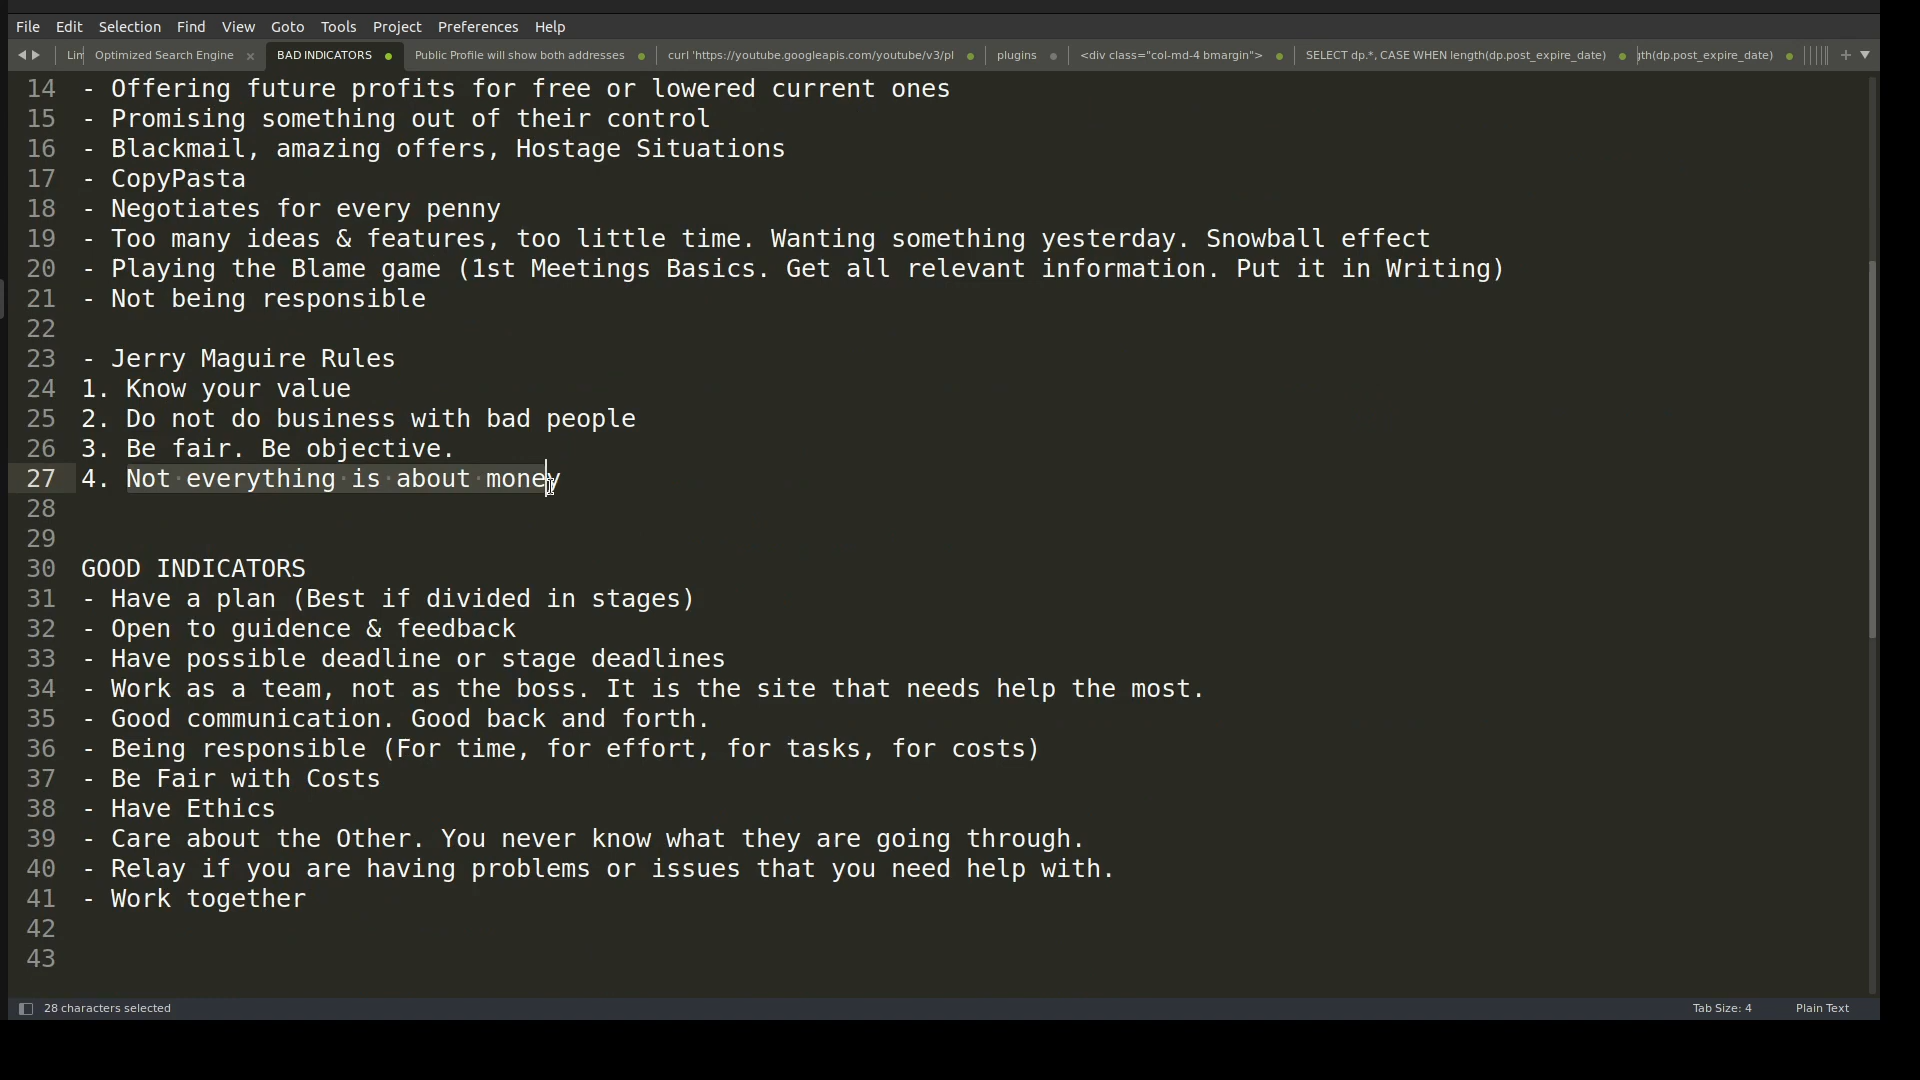 File Edit Selection Find View Goto Tools Project Preferences Help
Optimized Search Engine BAD INDICATORS Public Profile will show both addresses curl 'https://youtube.googleapis.com/youtube/v3/pl plugins <div class="col-md-4 bmargin"> SELECT dp.*, CASE WHEN length(dp.post_expire_date) th(dp.post_expire_date)
14 - Offering future profits for free or lowered current ones
15 - Promising something out of their control
16 - Blackmail, amazing offers, Hostage Situations
17 - CopyPasta
18 - Negotiates for every penny
19 - Too many ideas & features, too little time. Wanting something yesterday. Snowball effect
20 - Playing the Blame game (1st Meetings Basics. Get all relevant information. Put it in Writing)
21 - Not being responsible
22
23 - Jerry Maguire Rules
24 1. Know your value
25 2. Do not do business with bad people
26 3. Be fair. Be objective.
27 4. Not everything is about money
28
29
30 GOOD INDICATORS
31 - Have a plan (Best if divided in stages)
32 - Open to guidence & feedback
33 - Have possible deadline or stage deadlines
34 - Work as a team, not as the boss. It is the site that needs help the most.
35 - Good communication. Good back and forth.
36 - Being responsible (For time, for effort, for tasks, for costs)
37 - Be Fair with Costs
38 - Have Ethics
39 - Care about the Other. You never know what they are going through.
40 - Relay if you are having problems or issues that you need help with.
41 - Work together
42
43
28 characters selected Tab Size: 4 Plain Text